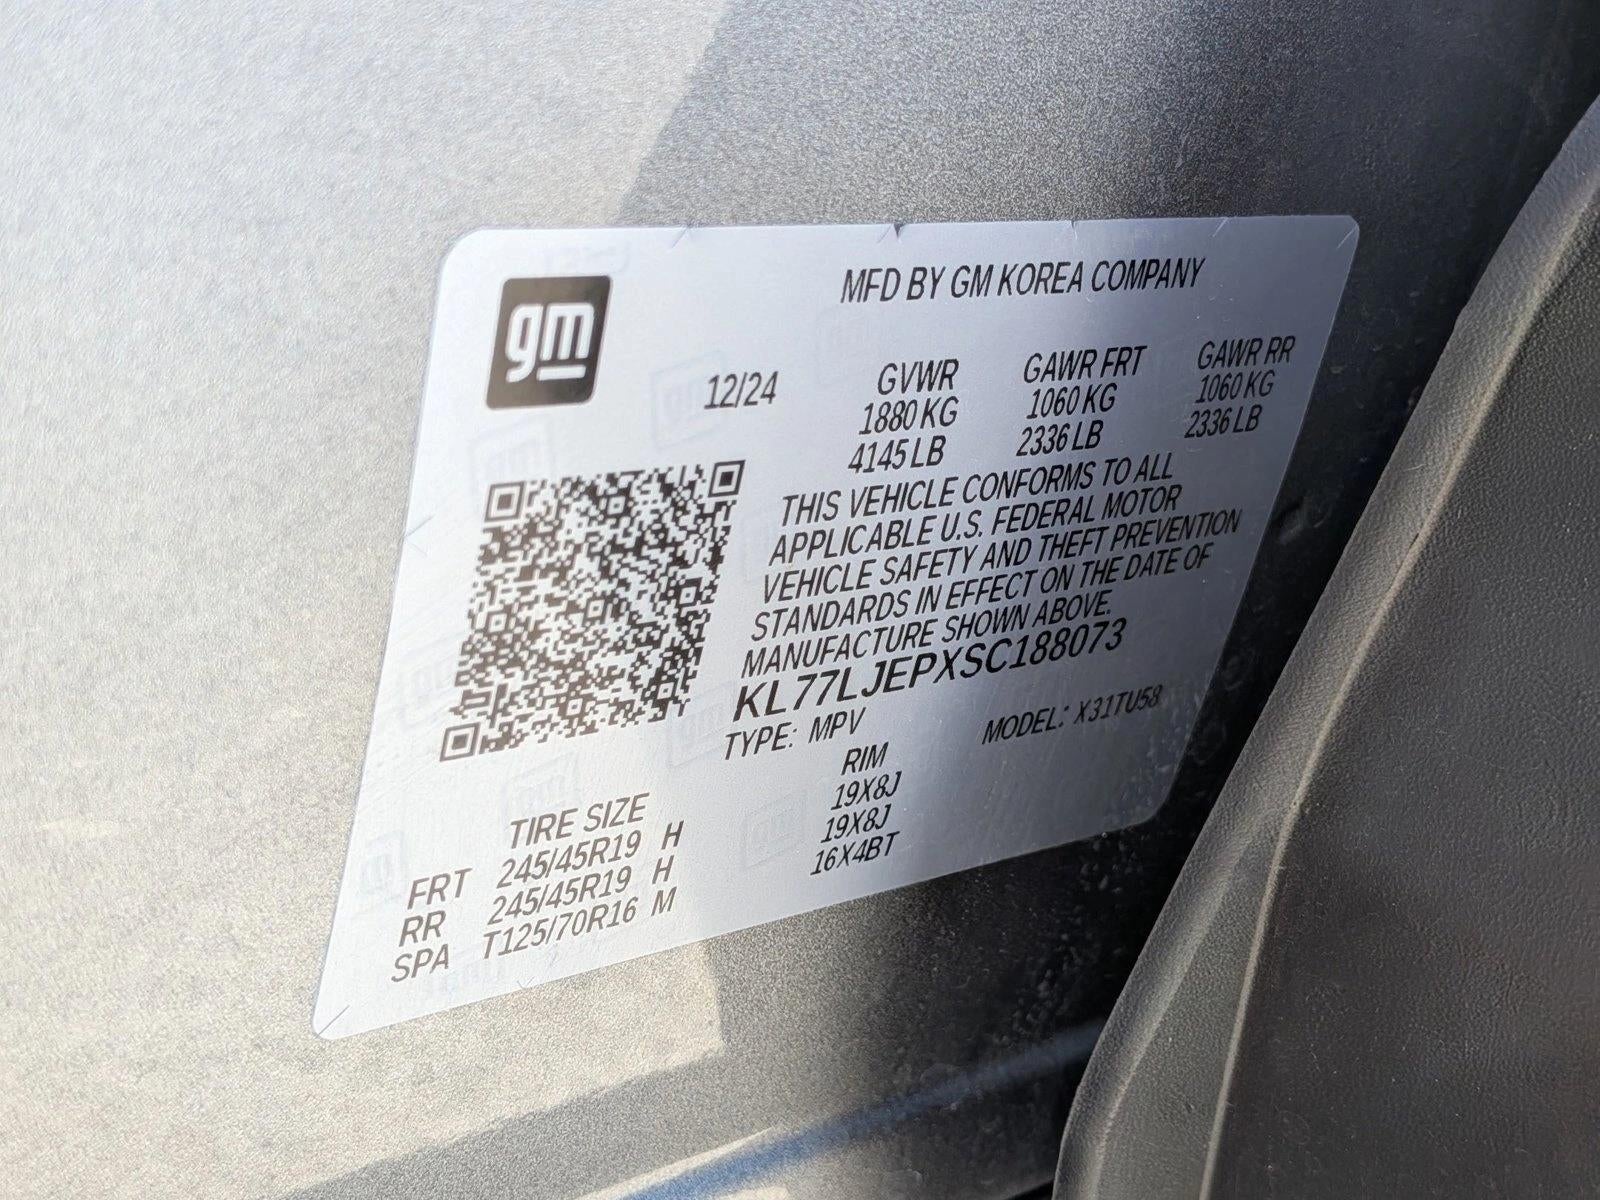 gm
MFD BY GM KOREA COMPANY
12/24
GVWR GAWR FRT GAWR RR
1880 KG 1060 KG 1060 KG
4145 LB 2336 LB 2336 LB
THIS VEHICLE CONFORMS TO ALL
APPLICABLE U.S. FEDERAL MOTOR
VEHICLE SAFETY AND THEFT PREVENTION
STANDARDS IN EFFECT ON THE DATE OF
MANUFACTURE SHOWN ABOVE.
KL77LJEPXSC188073
TYPE: MPV MODEL: X31TU58
TIRE SIZE RIM
FRT 245/45R19 H 19X8J
RR 245/45R19 H 19X8J
SPA T125/70R16 M 16X4BT